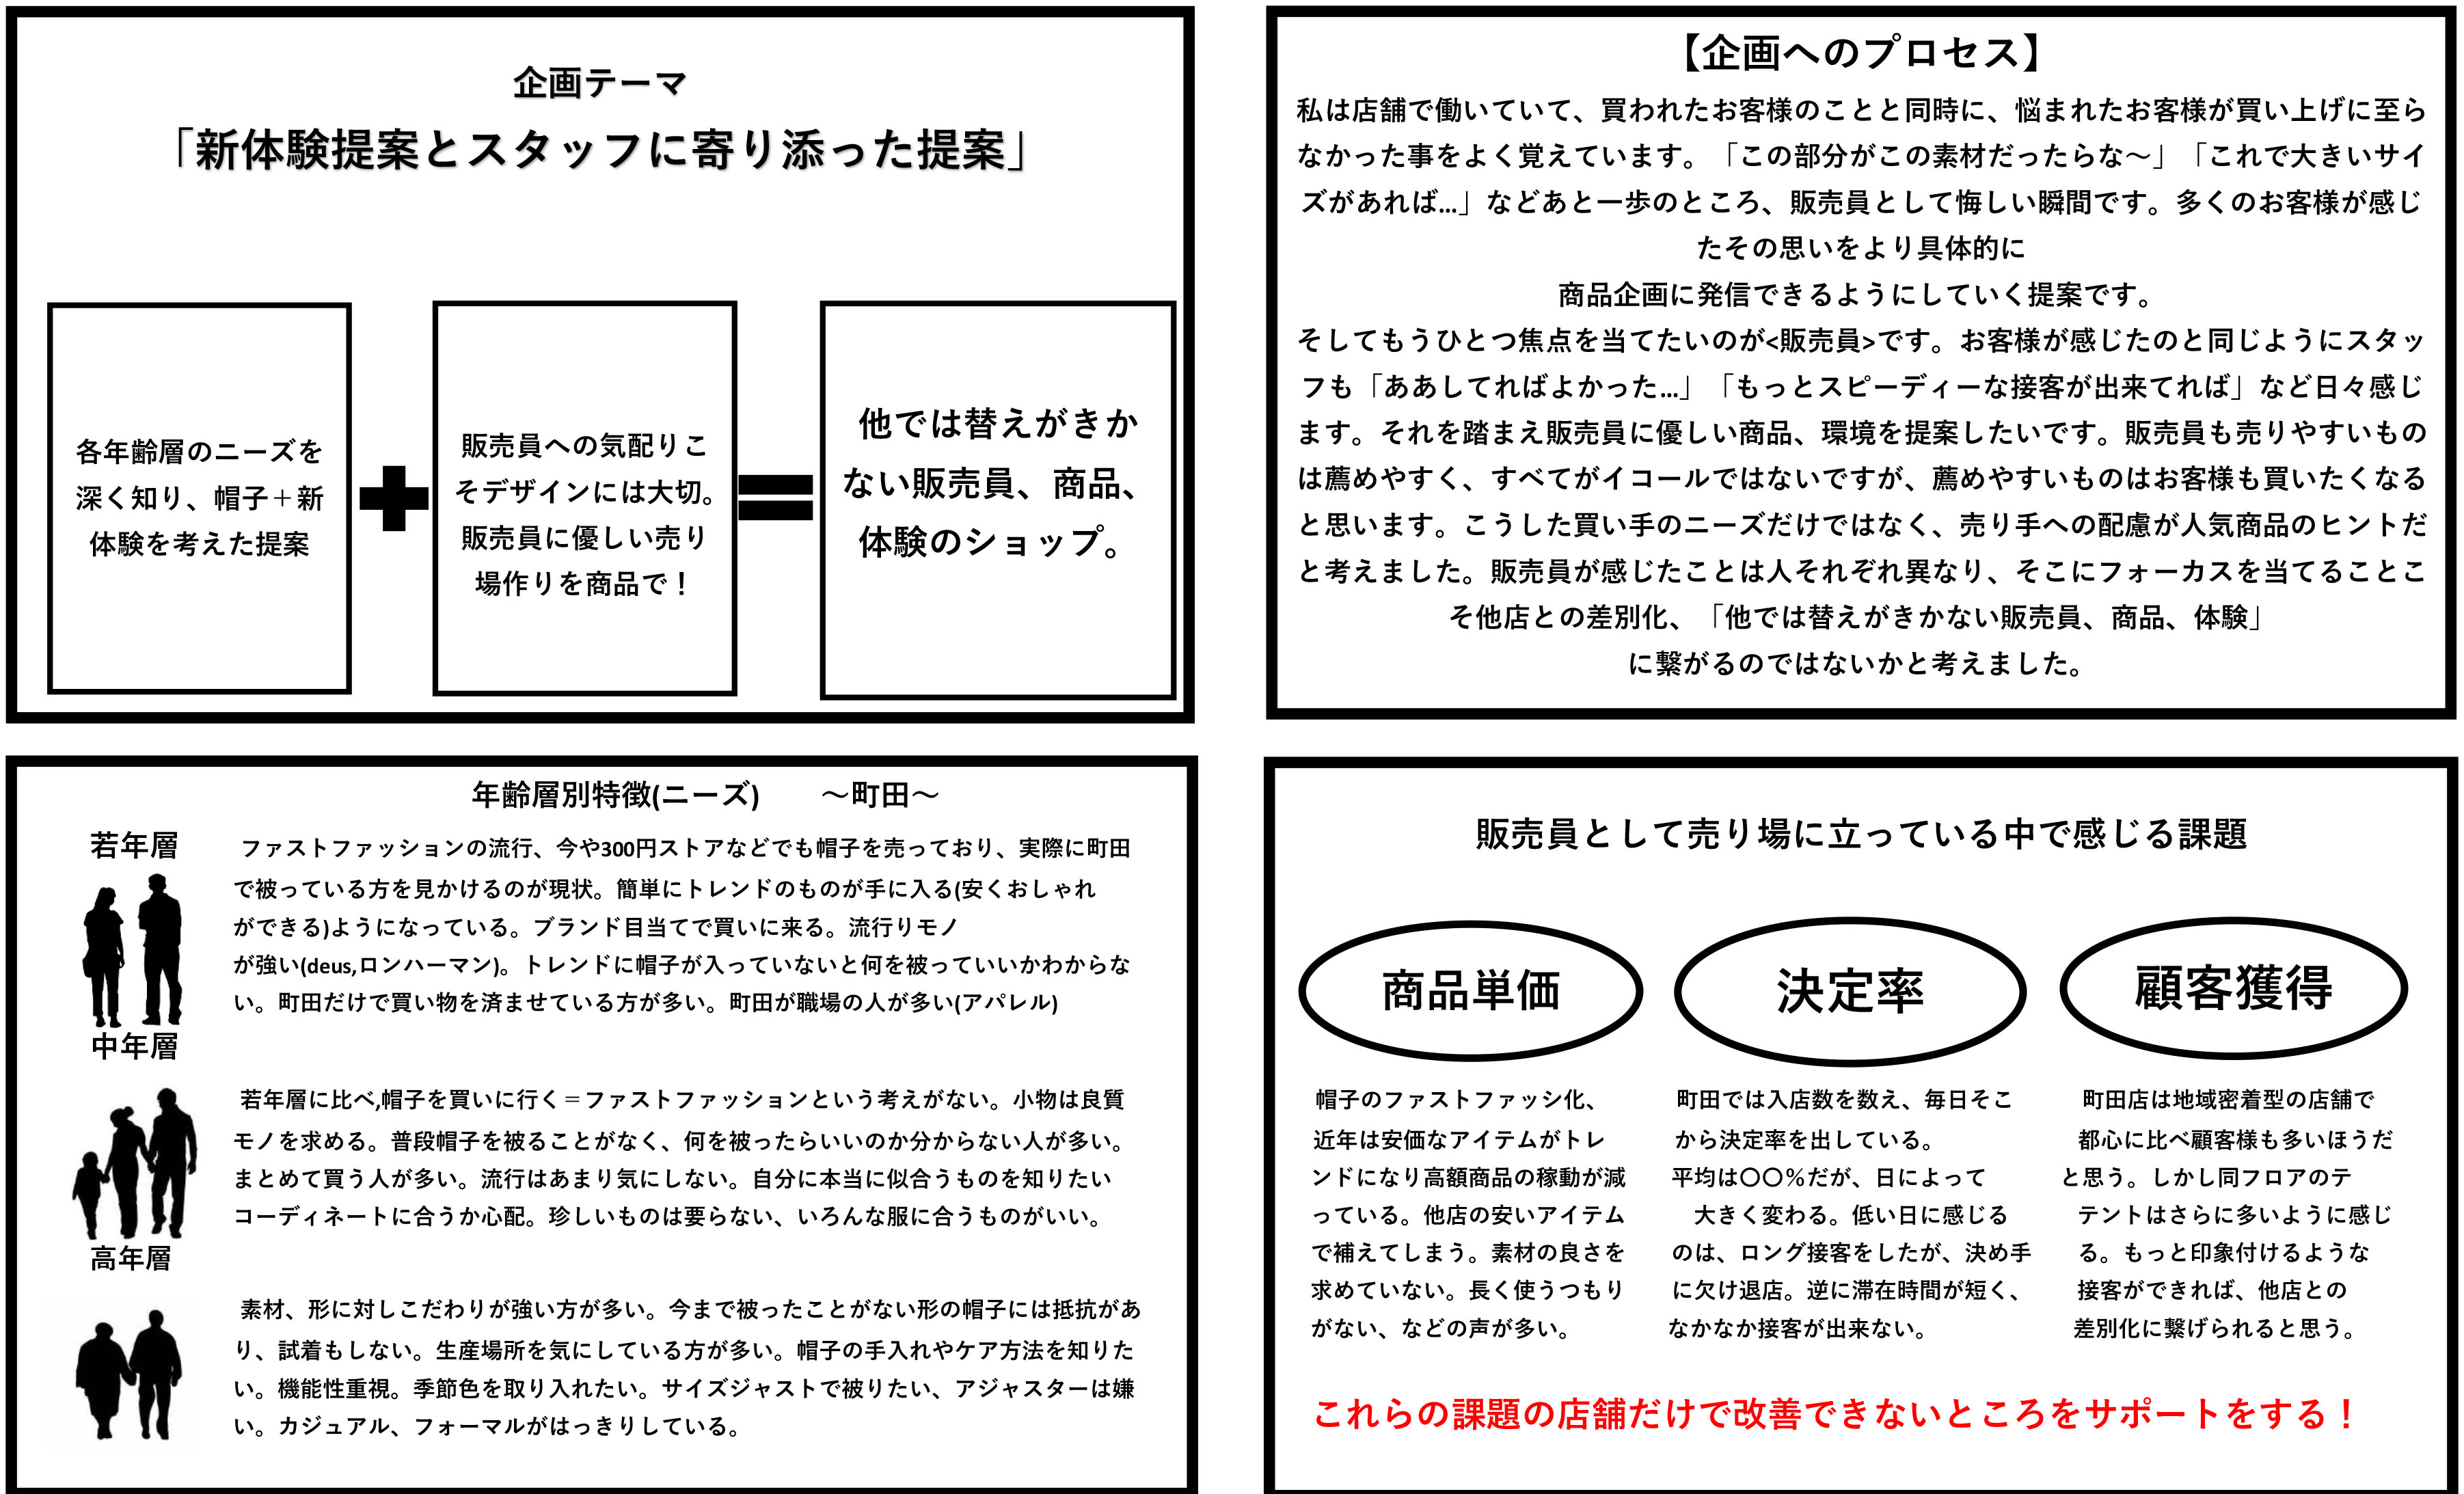 企画テーマ
「新体験提案とスタッフに寄り添った提案」
各年齢層のニーズを
深く知り、帽子＋新
体験を考えた提案
販売員への気配りこ
そデザインには大切。
販売員に優しい売り
場作りを商品で！
他では替えがきか
ない販売員、商品、
体験のショップ。
【企画へのプロセス】
私は店舗で働いていて、買われたお客様のことと同時に、悩まれたお客様が買い上げに至ら
なかった事をよく覚えています。「この部分がこの素材だったらな～」「これで大きいサイ
ズがあれば…」などあと一歩のところ、販売員として悔しい瞬間です。多くのお客様が感じ
たその思いをより具体的に
商品企画に発信できるようにしていく提案です。
そしてもうひとつ焦点を当てたいのが<販売員>です。お客様が感じたのと同じようにスタッ
フも「ああしてればよかった…」「もっとスピーディーな接客が出来てれば」など日々感じ
ます。それを踏まえ販売員に優しい商品、環境を提案したいです。販売員も売りやすいもの
は薦めやすく、すべてがイコールではないですが、薦めやすいものはお客様も買いたくなる
と思います。こうした買い手のニーズだけではなく、売り手への配慮が人気商品のヒントだ
と考えました。販売員が感じたことは人それぞれ異なり、そこにフォーカスを当てることこ
そ他店との差別化、「他では替えがきかない販売員、商品、体験」
に繋がるのではないかと考えました。
年齢層別特徴(ニーズ)　　～町田～
若年層
ファストファッションの流行、今や300円ストアなどでも帽子を売っており、実際に町田
で被っている方を見かけるのが現状。簡単にトレンドのものが手に入る(安くおしゃれ
ができる)ようになっている。ブランド目当てで買いに来る。流行りモノ
が強い(deus,ロンハーマン)。トレンドに帽子が入っていないと何を被っていいかわからな
い。町田だけで買い物を済ませている方が多い。町田が職場の人が多い(アパレル)
中年層
若年層に比べ,帽子を買いに行く＝ファストファッションという考えがない。小物は良質
モノを求める。普段帽子を被ることがなく、何を被ったらいいのか分からない人が多い。
まとめて買う人が多い。流行はあまり気にしない。自分に本当に似合うものを知りたい
コーディネートに合うか心配。珍しいものは要らない、いろんな服に合うものがいい。
高年層
素材、形に対しこだわりが強い方が多い。今まで被ったことがない形の帽子には抵抗があ
り、試着もしない。生産場所を気にしている方が多い。帽子の手入れやケア方法を知りた
い。機能性重視。季節色を取り入れたい。サイズジャストで被りたい、アジャスターは嫌
い。カジュアル、フォーマルがはっきりしている。
販売員として売り場に立っている中で感じる課題
商品単価
帽子のファストファッシ化、
近年は安価なアイテムがトレ
ンドになり高額商品の稼動が減
っている。他店の安いアイテム
で補えてしまう。素材の良さを
求めていない。長く使うつもり
がない、などの声が多い。
決定率
町田では入店数を数え、毎日そこ
から決定率を出している。
平均は〇〇％だが、日によって
大きく変わる。低い日に感じる
のは、ロング接客をしたが、決め手
に欠け退店。逆に滞在時間が短く、
なかなか接客が出来ない。
顧客獲得
町田店は地域密着型の店舗で
都心に比べ顧客様も多いほうだ
と思う。しかし同フロアのテ
テントはさらに多いように感じ
る。もっと印象付けるような
接客ができれば、他店との
差別化に繋げられると思う。
これらの課題の店舗だけで改善できないところをサポートをする！